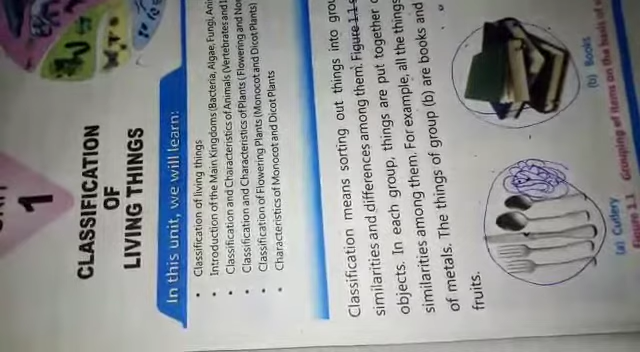 1
CLASSIFICATION
OF
LIVING THINGS
In this unit, we will learn:
• Classification of living things
• Introduction of the Main Kingdoms (Bacteria, Algae, Fungi,
• Classification and Characteristics of Animals (Vertebrates and
• Classification and Characteristics of Plants ( Flowering and
• Classification of Flowering Plants (Monocot and Dicot Plants)
• Characteristics of Monocot and Dicot Plants
Classification means sorting out things into
similarities and differences among them. Figure 1.1
objects. In each group, things are put together
similarities among them. For example, all the things
of metals. The things of group (b) are books and
fruits.
(a) Cutlery
(b) Books
1.1 Grouping of items on the basis of